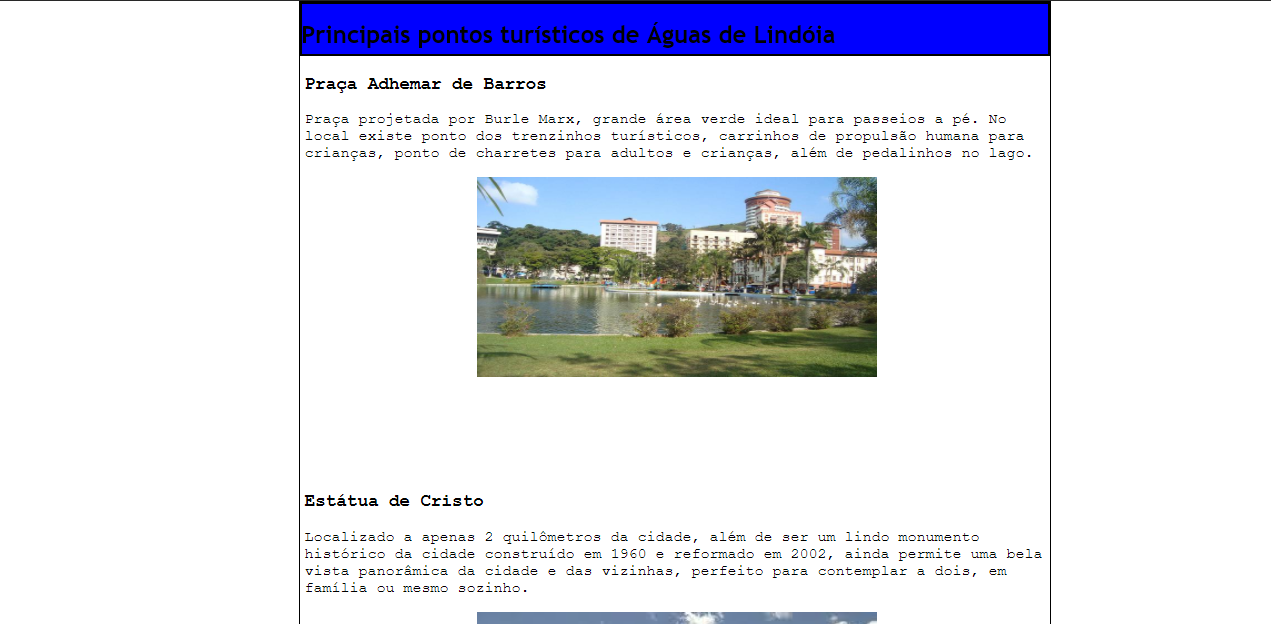 Principais pontos turísticos de Águas de Lindóia
Praça Adhemar de Barros
Praça projetada por Burle Marx, grande área verde ideal para passeios a pé. No
local existe ponto dos trenzinhos turísticos, carrinhos de propulsão humana para
crianças, ponto de charretes para adultos e crianças, além de pedalinhos no lago.
Estátua de Cristo
Localizado a apenas 2 quilômetros da cidade, além de ser um lindo monumento
histórico da cidade construído em 1960 e reformado em 2002, ainda permite uma bela
vista panorâmica da cidade e das vizinhas, perfeito para contemplar a dois, em
família ou mesmo sozinho.